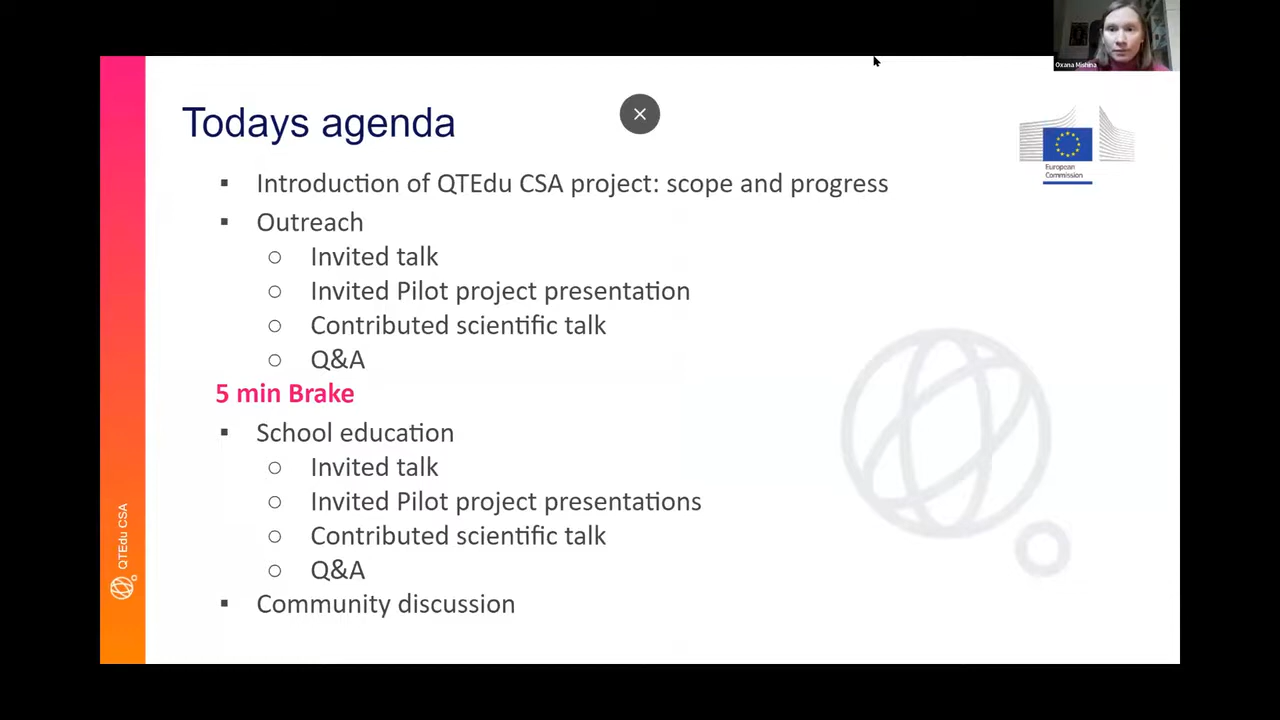 Oxana Mishina
Todays agenda
European
Commission
▪ Introduction of QTEdu CSA project: scope and progress
▪ Outreach
○ Invited talk
○ Invited Pilot project presentation
○ Contributed scientific talk
○ Q&A
5 min Brake
▪ School education
○ Invited talk
○ Invited Pilot project presentations
○ Contributed scientific talk
○ Q&A
▪ Community discussion
QTEdu CSA